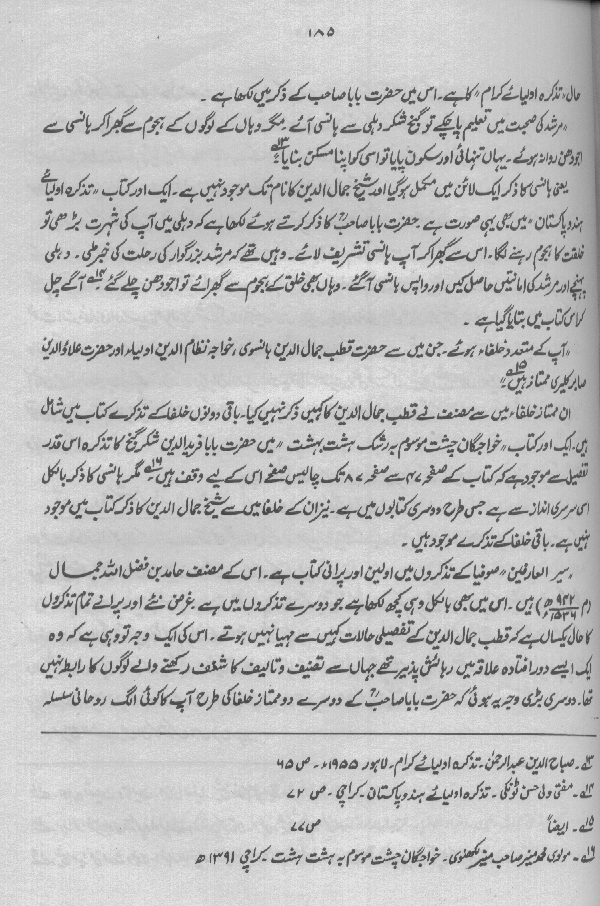 ۱۸۵
حال "تذکرہ اولیائے کرام" کا ہے۔ اس میں حضرت بابا صاحب کے ذکر میں لکھا ہے۔
"مرشد کی صحبت میں تعلیم پا چکے تو گنج شکر دہلی سے ہانسی آئے۔ مگر وہاں کے لوگوں کے ہجوم سے گھبرا کر ہانسی سے
اجودھن روانہ ہوئے۔ یہاں تنہائی اور سکون پایا تو اسی کو اپنا مسکن بنایا"۱۳؎
یعنی ہانسی کا ذکر ایک لائن میں مکمل ہو گیا اور شیخ جمال الدین کا نام تک موجود نہیں ہے۔ ایک اور کتاب "تذکرہ اولیائے
ہند و پاکستان" میں بھی یہی صورت ہے۔ حضرت بابا صاحبؒ کا ذکر کرتے ہوئے لکھا ہے کہ دہلی میں آپ کی شہرت بڑھی تو
خلقت کا ہجوم رہنے لگا۔ اس سے گھبرا کر آپ ہانسی تشریف لائے۔ وہیں تھے کہ مرشد بزرگوار کی رحلت کی خبر ملی۔ دہلی
پہنچے اور مرشد کی امانتیں حاصل کیں اور واپس ہانسی آ گئے۔ وہاں بھی خلق کے ہجوم سے گھبرائے تو اجودھن چلے گئے۔۱۴؎ آگے چل
کر اس کتاب میں بتایا گیا ہے۔
"آپ کے متعدد خلفاء ہوئے۔ جن میں سے حضرت قطب جمال الدین ہانسوی، خواجہ نظام الدین اولیاء اور حضرت علاؤ الدین
صابر کلیری ممتاز ہیں"۱۵؎
ان ممتاز خلفاء میں سے مصنف نے قطب جمال الدین کا کہیں ذکر نہیں کیا۔ باقی دونوں خلفا کے تذکرے کتاب میں شامل
ہیں۔ ایک اور کتاب "خواجگان چشت موسوم بہ رشک ہشت بہشت" میں حضرت بابا فرید الدین شکر گنج کا تذکرہ اس قدر
تفصیل سے موجود ہے کہ کتاب کے صفحہ ۴۷ سے صفحہ ۸۷ تک چالیس صفحے اس کے لیے وقف ہیں۔۱۶؎ مگر ہانسی کا ذکر بالکل
اسی سرسری انداز سے ہے جس طرح دوسری کتابوں میں ہے۔ نیز ان کے خلفا میں سے شیخ جمال الدین کا ذکر کتاب میں موجود
نہیں ہے۔ باقی خلفا کے تذکرے موجود ہیں۔
"سیر العارفین" صوفیا کے تذکروں میں اولین اور پرانی کتاب ہے۔ اس کے مصنف حامد بن فضل اللہ جمالی
(م ۹۴۲ھ / ۱۵۳۶ء) ہیں۔ اس میں بھی بالکل وہی کچھ لکھا ہے جو دوسرے تذکروں میں ہے۔ غرض نئے اور پرانے تمام تذکروں
کا حال یکساں ہے کہ قطب جمال الدین کے تفصیلی حالات کہیں سے مہیا نہیں ہوتے۔ اس کی ایک وجہ تو وہی ہے کہ وہ
ایک ایسے دور افتادہ علاقہ میں رہائش پذیر تھے جہاں سے تصنیف و تالیف کا شغف رکھنے والے لوگوں کا رابطہ نہیں
تھا۔ دوسری بڑی وجہ یہ ہوئی کہ حضرت بابا صاحبؒ کے دوسرے دو ممتاز خلفا کی طرح آپ کا کوئی الگ روحانی سلسلہ
۱۳؎۔ صباح الدین عبدالرحمٰن۔ تذکرہ اولیائے کرام۔ لاہور ۱۹۵۵ء۔ ص ۶۵
۱۴؎۔ مفتی ولی حسن ٹونکی۔ تذکرہ اولیائے ہند و پاکستان۔ کراچی۔ ص ۷۲
۱۵؎۔ ایضاً ص ۷۷
۱۶؎۔ مولوی محمد منیر صاحب منیر لکھنوی۔ خواجگان چشت موسوم بہ ہشت بہشت۔ کراچی ۱۳۹۱ھ